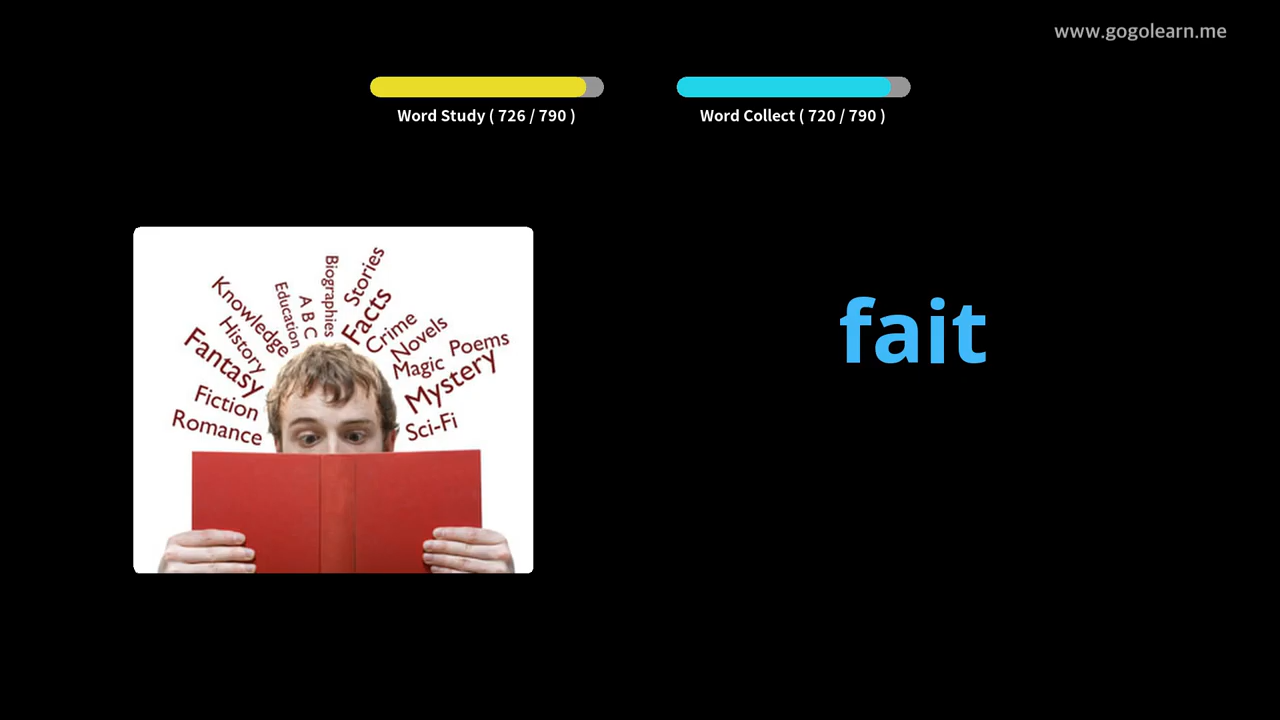 www.gogolearn.me
Word Study ( 726 / 790 )
Word Collect ( 720 / 790 )
fait
Stories
Biographies
Facts
A B C
Education
Knowledge
Crime
History
Novels
Poems
Fantasy
Magic
Mystery
Fiction
Romance
Sci-Fi